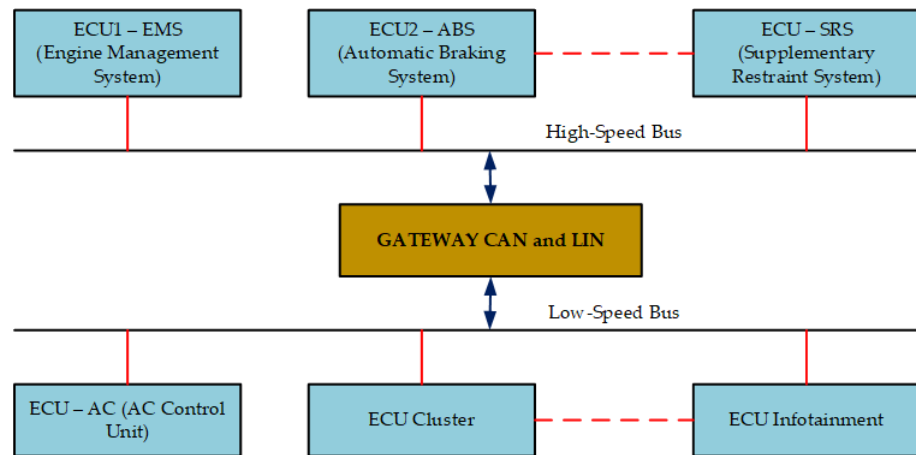 ECU1 – EMS
(Engine Management
System)
ECU2 – ABS
(Automatic Braking
System)
ECU – SRS
(Supplementary
Restraint System)
High-Speed Bus
GATEWAY CAN and LIN
Low-Speed Bus
ECU – AC (AC Control
Unit)
ECU Cluster
ECU Infotainment